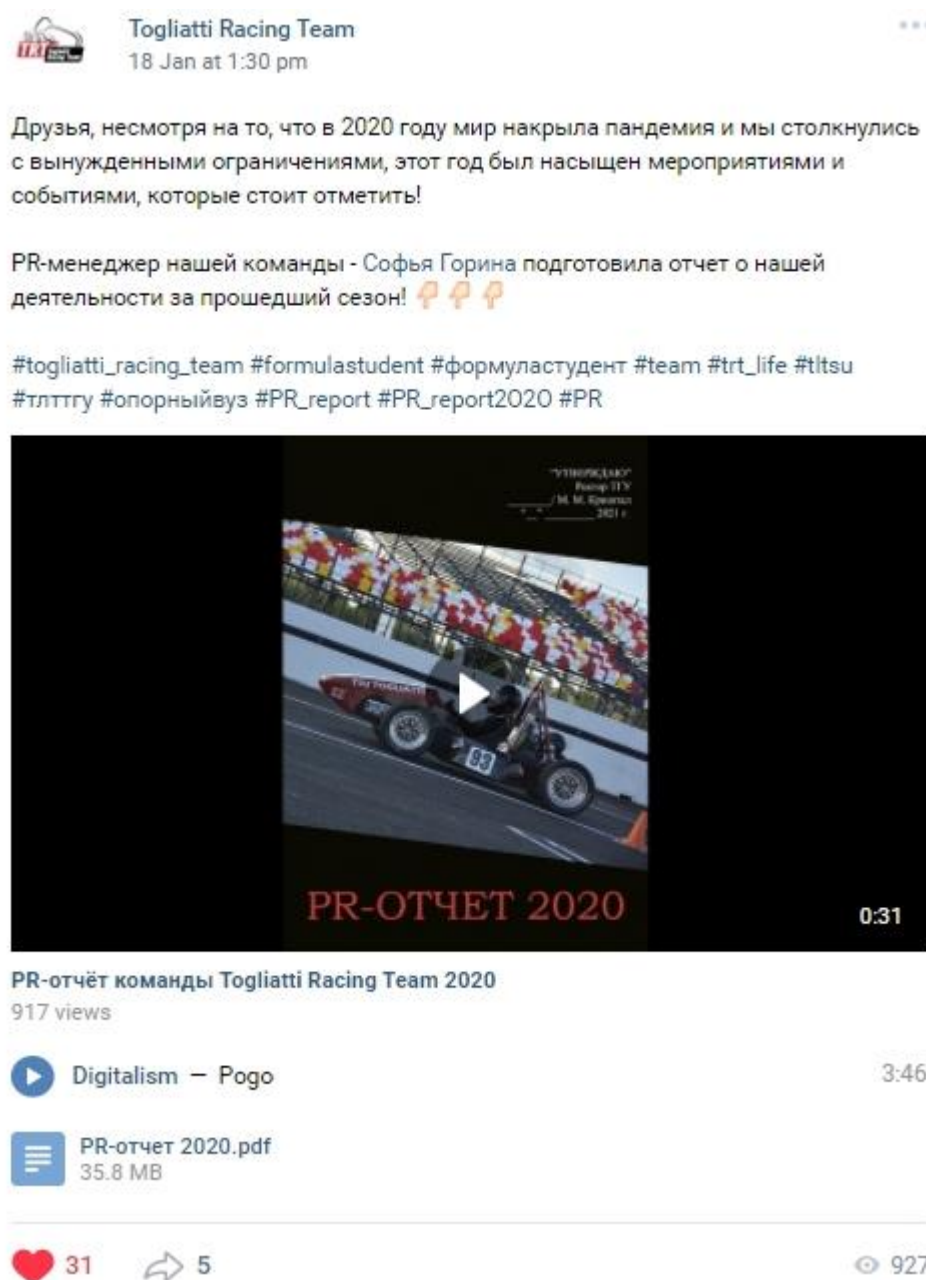 Togliatti Racing Team
18 Jan at 1:30 pm
Друзья, несмотря на то, что в 2020 году мир накрыла пандемия и мы столкнулись
с вынужденными ограничениями, этот год был насыщен мероприятиями и
событиями, которые стоит отметить!
PR-менеджер нашей команды - Софья Горина подготовила отчет о нашей
деятельности за прошедший сезон! 👇🏻👇🏻👇🏻
#togliatti_racing_team #formulastudent #формуластудент #team #trt_life #tltsu
#тлттгу #опорныйвуз #PR_report #PR_report2020 #PR
"УТВЕРЖДАЮ"
Ректор ТГУ
/ М. М. Криштал
2021 г.
93
PR-ОТЧЕТ 2020
0:31
PR-отчёт команды Togliatti Racing Team 2020
917 views
Digitalism — Pogo
3:46
PR-отчет 2020.pdf
35.8 MB
31
5
927